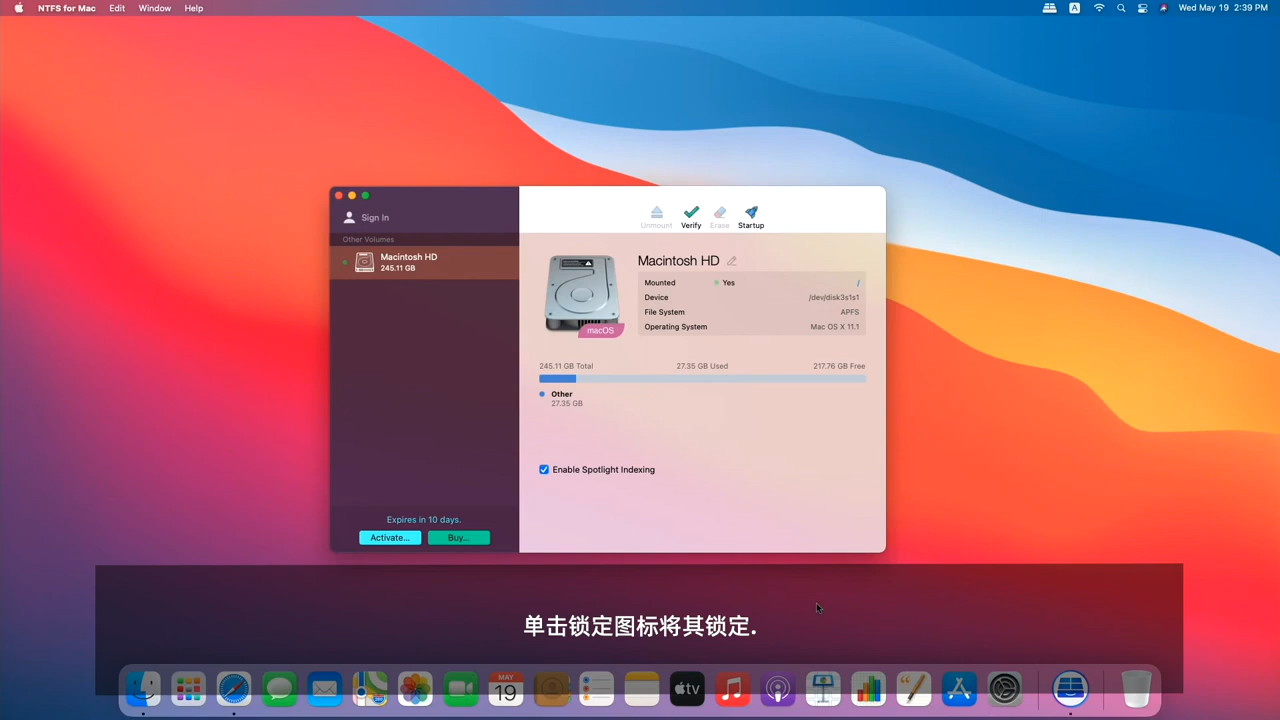 NTFS for Mac Edit Window Help
A Wed May 19 2:39 PM
Sign In
Other Volumes
Macintosh HD
245.11 GB
Expires in 10 days.
Activate... Buy...
Unmount Verify Erase Startup
macOS
Macintosh HD
Mounted Yes /
Device /dev/disk3s1s1
File System APFS
Operating System Mac OS X 11.1
245.11 GB Total 27.35 GB Used 217.76 GB Free
Other
27.35 GB
Enable Spotlight Indexing
单击锁定图标将其锁定.
MAY
19
tv